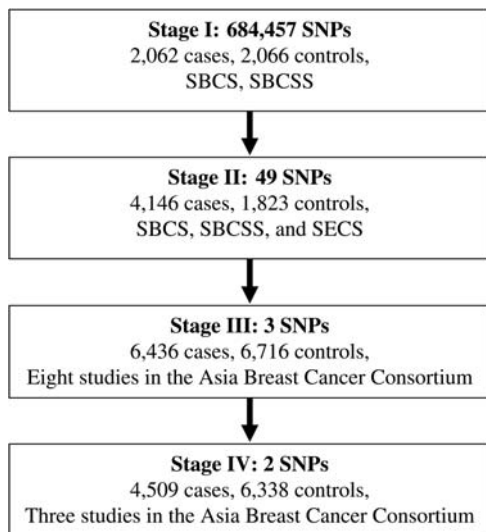 Stage I: 684,457 SNPs
2,062 cases, 2,066 controls,
SBCS, SBCSS
Stage II: 49 SNPs
4,146 cases, 1,823 controls,
SBCS, SBCSS, and SECS
Stage III: 3 SNPs
6,436 cases, 6,716 controls,
Eight studies in the Asia Breast Cancer Consortium
Stage IV: 2 SNPs
4,509 cases, 6,338 controls,
Three studies in the Asia Breast Cancer Consortium